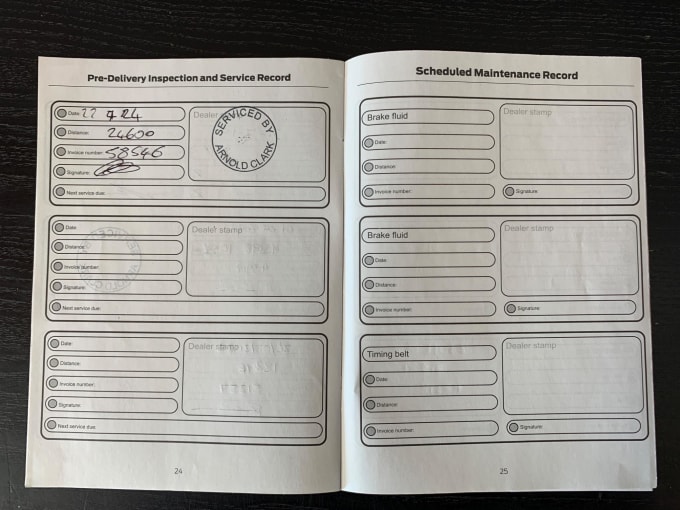 Pre-Delivery Inspection and Service Record
Date: 22 7 24
Dealer
SERVICED BY
ARNOLD CLARK
Distance: 24600
Invoice number: 58546
Signature:
Next service due:
Date:
Dealer stamp
Distance:
Invoice number:
Signature:
Next service due:
Date:
Dealer stamp
Distance:
Invoice number:
Signature:
Next service due:
24
Scheduled Maintenance Record
Brake fluid
Dealer stamp
Date:
Distance:
Invoice number:
Signature
Brake fluid
Dealer stamp
Date:
Distance:
Invoice number:
Signature
Timing belt
Dealer stamp
Date:
Distance:
Invoice number:
Signature
25